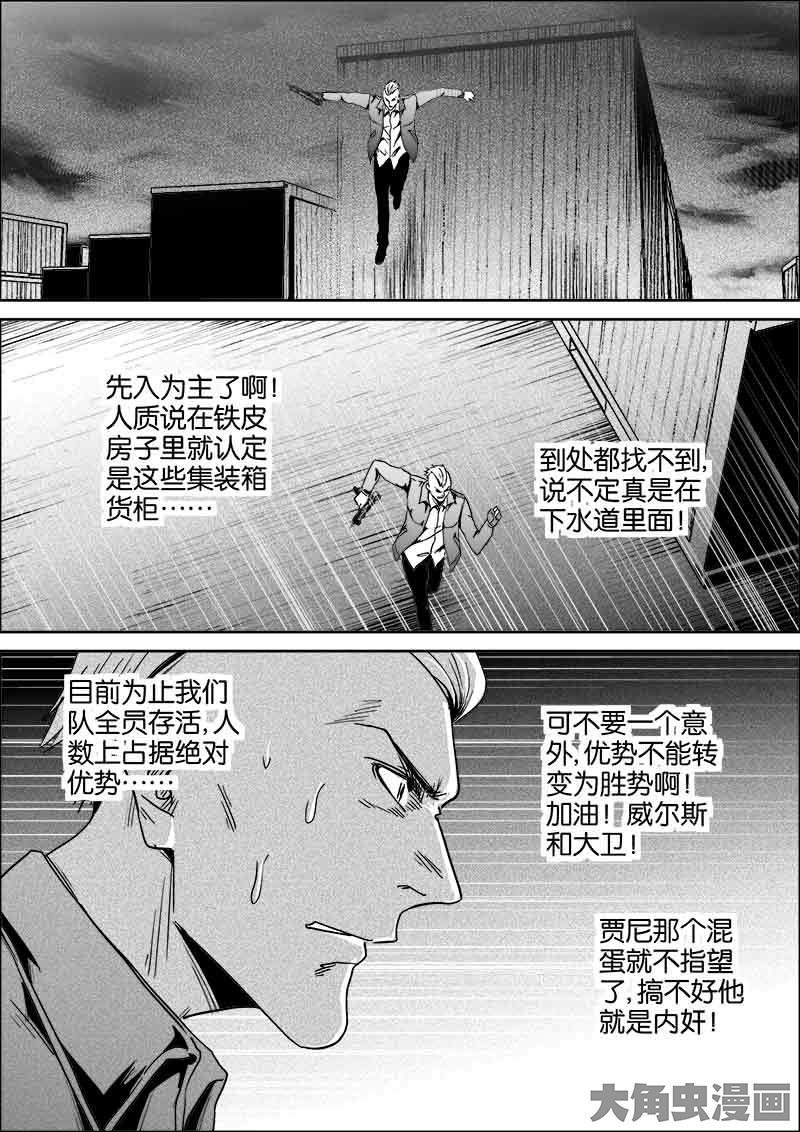 先入为主了啊！
人质说在铁皮
房子里就认定
是这些集装箱
货柜……
到处都找不到，
说不定真是在
下水道里面！
目前为止我们
队全员存活，人
数上占据绝对
优势……
可不要一个意
外，优势不能转
变为胜势啊！
加油！威尔斯
和大卫！
贾尼那个混
蛋就不指望
了，搞不好他
就是内奸！
大角虫漫画